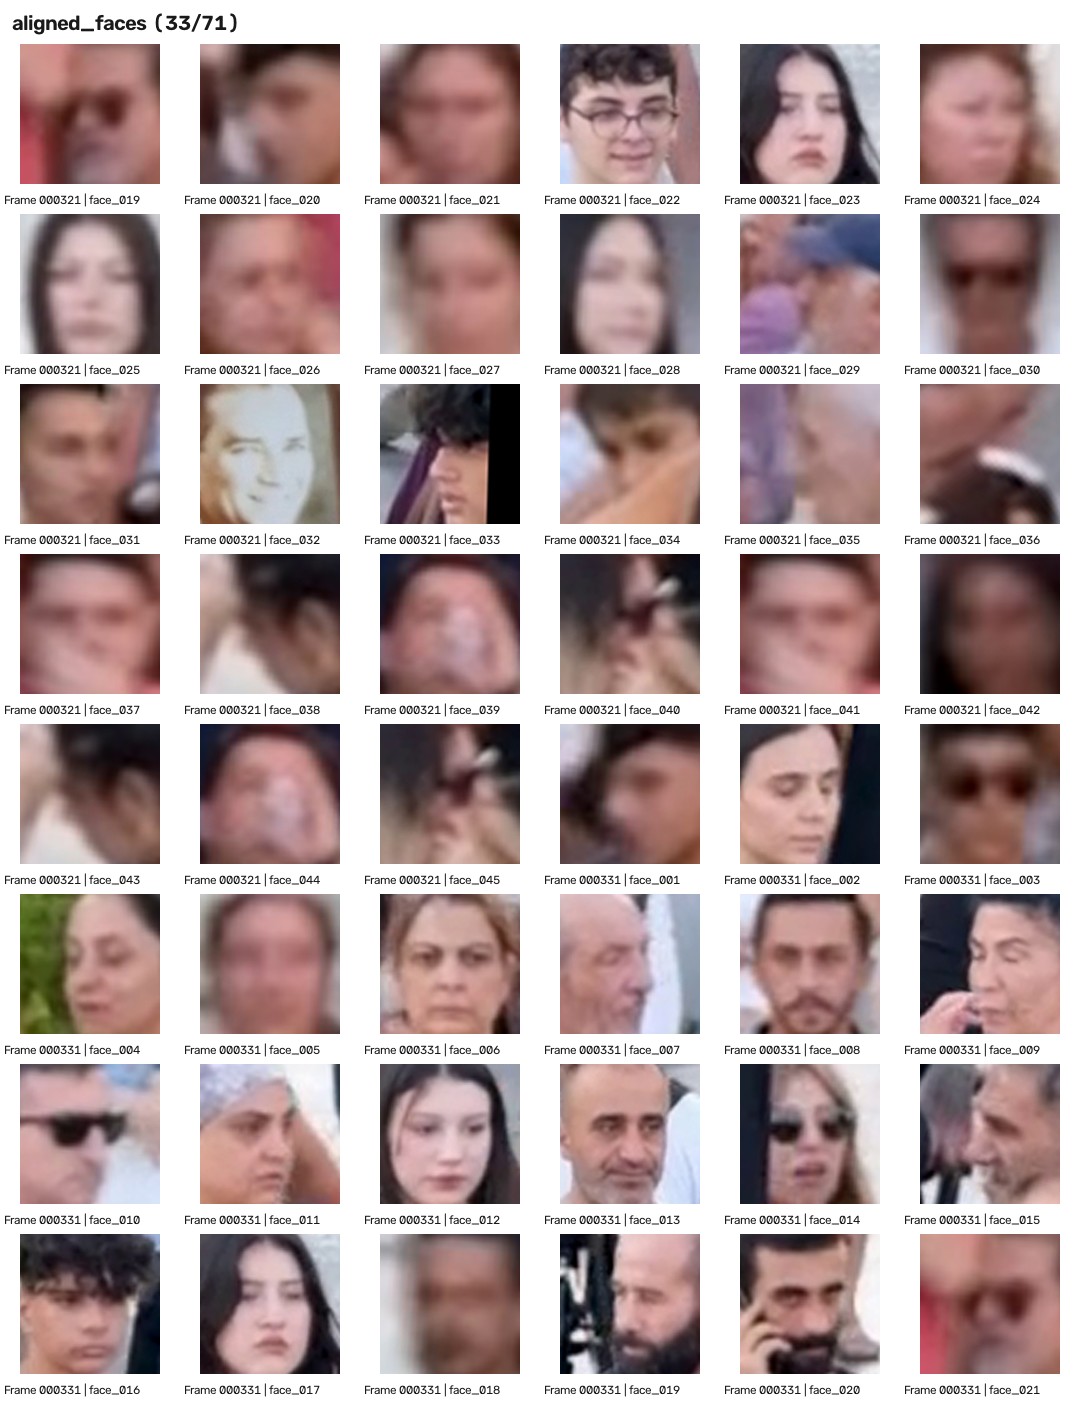 aligned_faces (33/71)
Frame 000321 | face_019
Frame 000321 | face_020
Frame 000321 | face_021
Frame 000321 | face_022
Frame 000321 | face_023
Frame 000321 | face_024
Frame 000321 | face_025
Frame 000321 | face_026
Frame 000321 | face_027
Frame 000321 | face_028
Frame 000321 | face_029
Frame 000321 | face_030
Frame 000321 | face_031
Frame 000321 | face_032
Frame 000321 | face_033
Frame 000321 | face_034
Frame 000321 | face_035
Frame 000321 | face_036
Frame 000321 | face_037
Frame 000321 | face_038
Frame 000321 | face_039
Frame 000321 | face_040
Frame 000321 | face_041
Frame 000321 | face_042
Frame 000321 | face_043
Frame 000321 | face_044
Frame 000321 | face_045
Frame 000331 | face_001
Frame 000331 | face_002
Frame 000331 | face_003
Frame 000331 | face_004
Frame 000331 | face_005
Frame 000331 | face_006
Frame 000331 | face_007
Frame 000331 | face_008
Frame 000331 | face_009
Frame 000331 | face_010
Frame 000331 | face_011
Frame 000331 | face_012
Frame 000331 | face_013
Frame 000331 | face_014
Frame 000331 | face_015
Frame 000331 | face_016
Frame 000331 | face_017
Frame 000331 | face_018
Frame 000331 | face_019
Frame 000331 | face_020
Frame 000331 | face_021